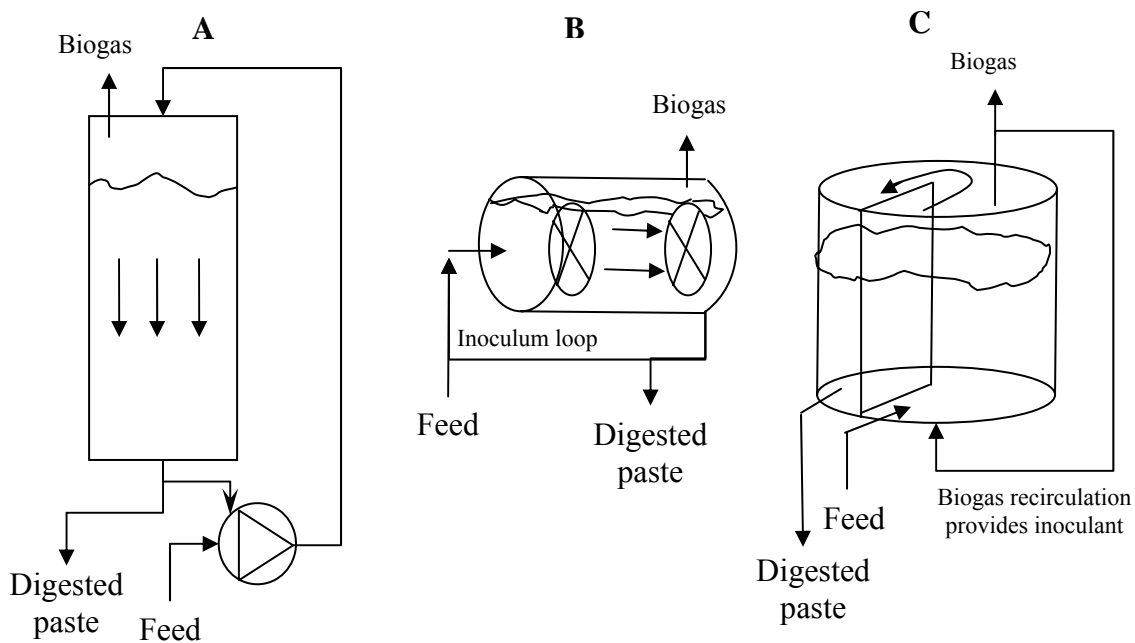 A
Biogas
Digested
paste
Feed
B
Biogas
Inoculum loop
Feed
Digested
paste
C
Biogas
Biogas recirculation
provides inoculant
Feed
Digested
paste